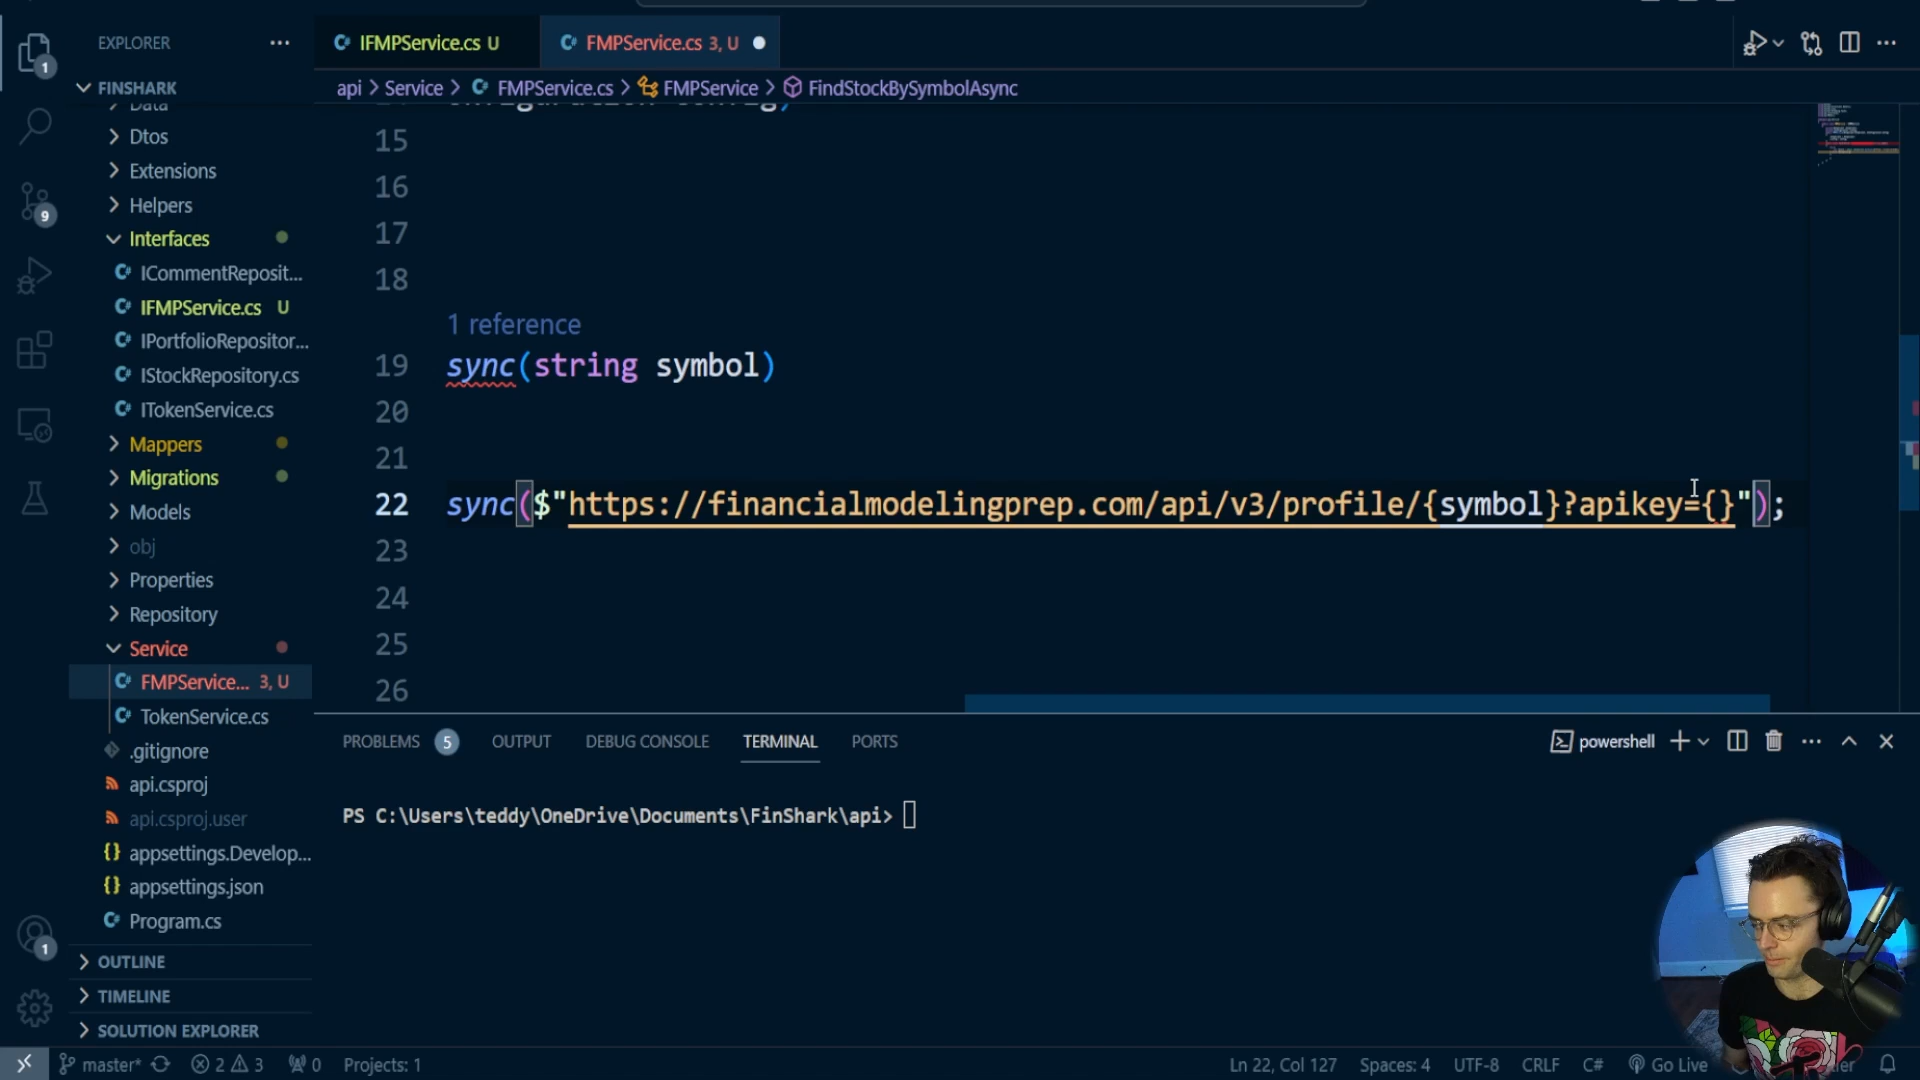 EXPLORER
IFMPService.cs U
FMPService.cs 3, U
FINSHARK
api > Service > FMPService.cs > FMPService > FindStockBySymbolAsync
Data
Dtos
Extensions
Helpers
Interfaces
ICommentReposit...
IFMPService.cs U
IPortfolioRepositor...
IStockRepository.cs
ITokenService.cs
Mappers
Migrations
Models
obj
Properties
Repository
Service
FMPService... 3, U
TokenService.cs
.gitignore
api.csproj
api.csproj.user
appsettings.Develop...
appsettings.json
Program.cs
OUTLINE
TIMELINE
SOLUTION EXPLORER
1
9
1
15
16
17
18
1 reference
19 sync(string symbol)
20
21
22 sync($"https://financialmodelingprep.com/api/v3/profile/{symbol}?apikey={}");
23
24
25
26
PROBLEMS 5 OUTPUT DEBUG CONSOLE TERMINAL PORTS
powershell
PS C:\Users\teddy\OneDrive\Documents\FinShark\api>
master* 2 3 0 Projects: 1
Ln 22, Col 127 Spaces: 4 UTF-8 CRLF C# Go Live